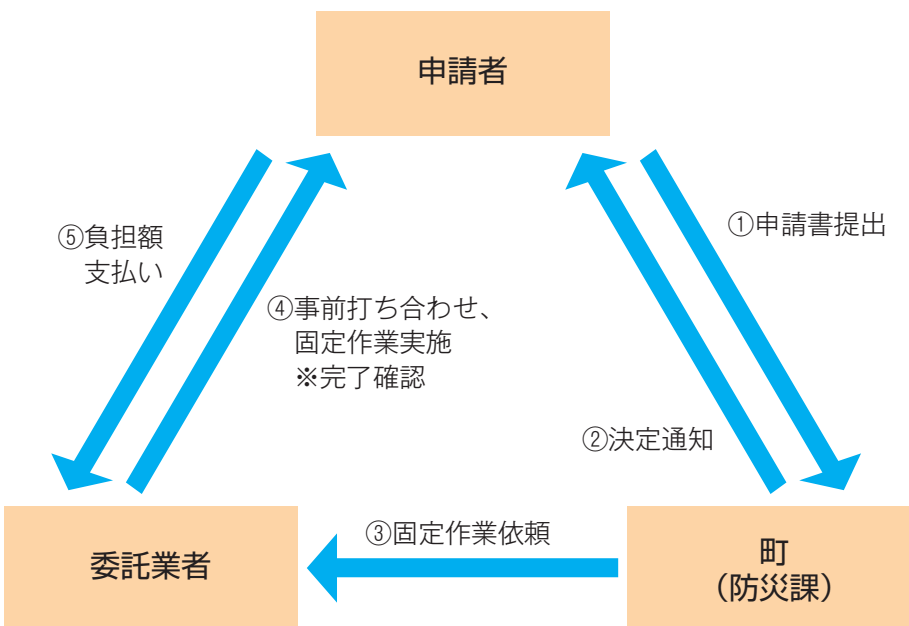 申請者
①申請書提出
⑤負担額
支払い
④事前打ち合わせ、
固定作業実施
※完了確認
②決定通知
③固定作業依頼
委託業者
町
（防災課）